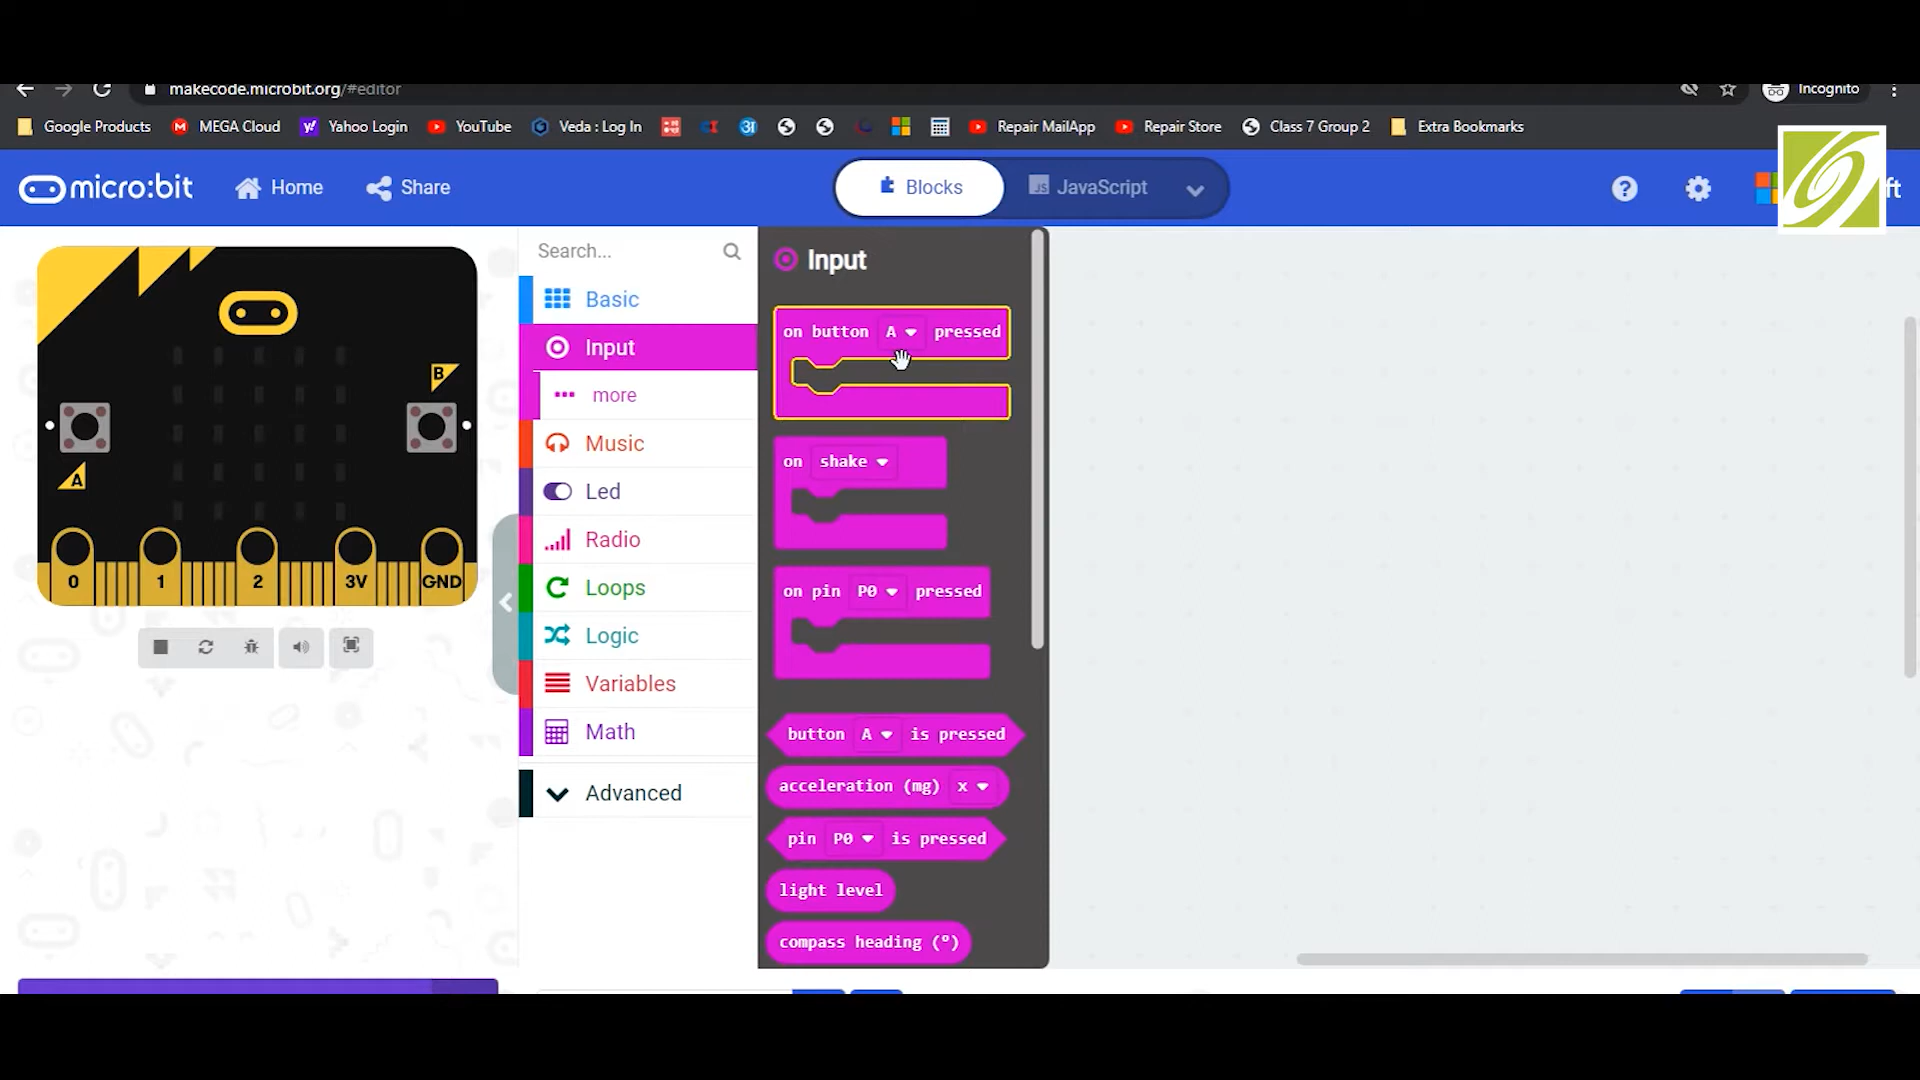 makecode.microbit.org/#editor
Incognito
Google Products
MEGA Cloud
Yahoo Login
YouTube
Veda : Log In
31
Repair MailApp
Repair Store
Class 7 Group 2
Extra Bookmarks
micro:bit
Home
Share
Blocks
JS JavaScript
ft
B
A
0 1 2 3V GND
Search...
Basic
Input
more
Music
Led
Radio
Loops
Logic
Variables
Math
Advanced
Input
on button A pressed
on shake
on pin P0 pressed
button A is pressed
acceleration (mg) x
pin P0 is pressed
light level
compass heading (°)